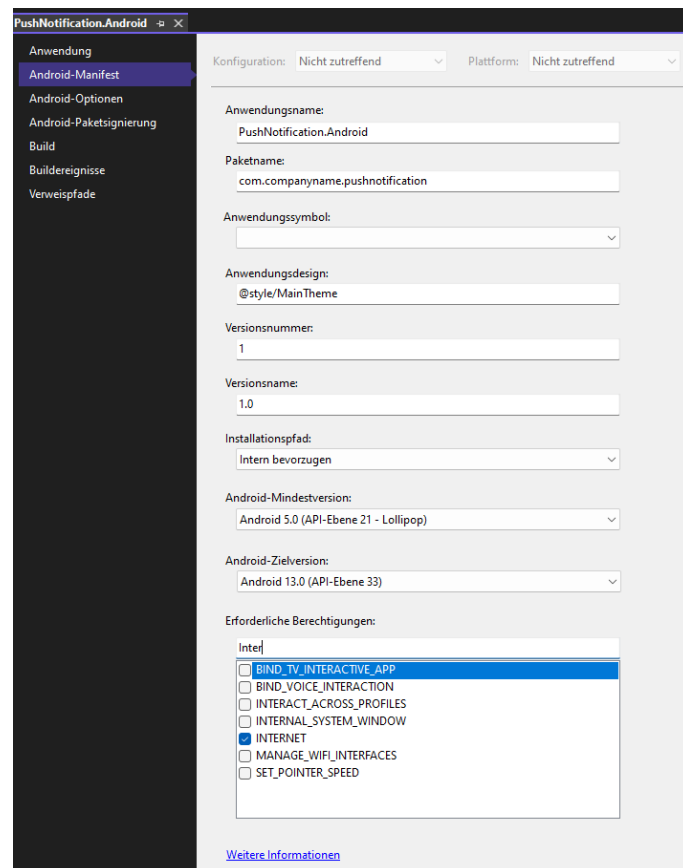 PushNotification.Android
Anwendung
Android-Manifest
Android-Optionen
Android-Paketsignierung
Build
Buildereignisse
Verweispfade
Konfiguration: Nicht zutreffend Plattform: Nicht zutreffend
Anwendungsname:
PushNotification.Android
Paketname:
com.companyname.pushnotification
Anwendungssymbol:
Anwendungsdesign:
@style/MainTheme
Versionsnummer:
1
Versionsname:
1.0
Installationspfad:
Intern bevorzugen
Android-Mindestversion:
Android 5.0 (API-Ebene 21 - Lollipop)
Android-Zielversion:
Android 13.0 (API-Ebene 33)
Erforderliche Berechtigungen:
Inter
BIND_TV_INTERACTIVE_APP
BIND_VOICE_INTERACTION
INTERACT_ACROSS_PROFILES
INTERNAL_SYSTEM_WINDOW
INTERNET
MANAGE_WIFI_INTERFACES
SET_POINTER_SPEED
Weitere Informationen